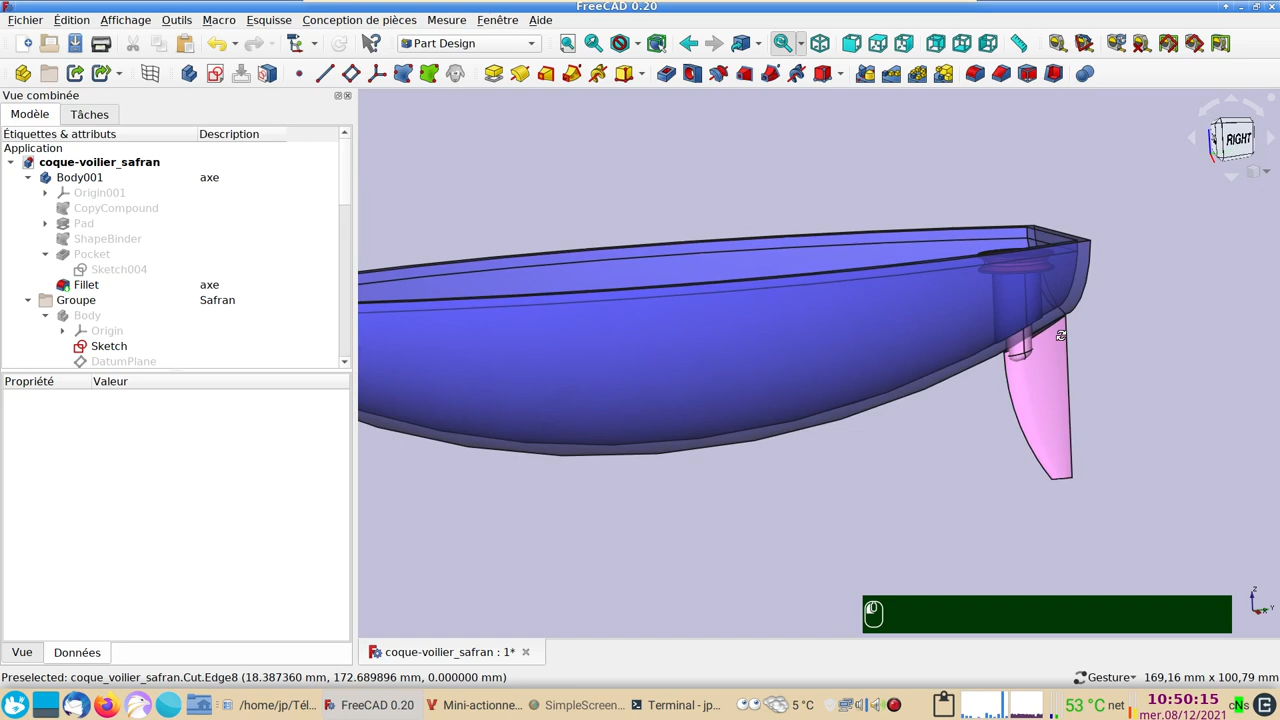 FreeCAD 0.20
Fichier Édition Affichage Outils Macro Esquisse Conception de pièces Mesure Fenêtre Aide
Part Design
Vue combinée
Modèle Tâches
Étiquettes & attributs Description
Application
coque-voilier_safran
Body001 axe
Origin001
CopyCompound
Pad
ShapeBinder
Pocket
Sketch004
Fillet axe
Groupe Safran
Body
Origin
Sketch
DatumPlane
Propriété Valeur
RIGHT
Z
Y
Vue Données
coque-voilier_safran : 1*
Preselected: coque_voilier_safran.Cut.Edge8 (18.387360 mm, 172.689896 mm, 0.000000 mm)
Gesture 169,16 mm x 100,79 mm
/home/jp/Tél... FreeCAD 0.20 Mini-actionne... SimpleScreen... Terminal - jp... 5 °C 53 °C net 10:50:15
mer.08/12/2021